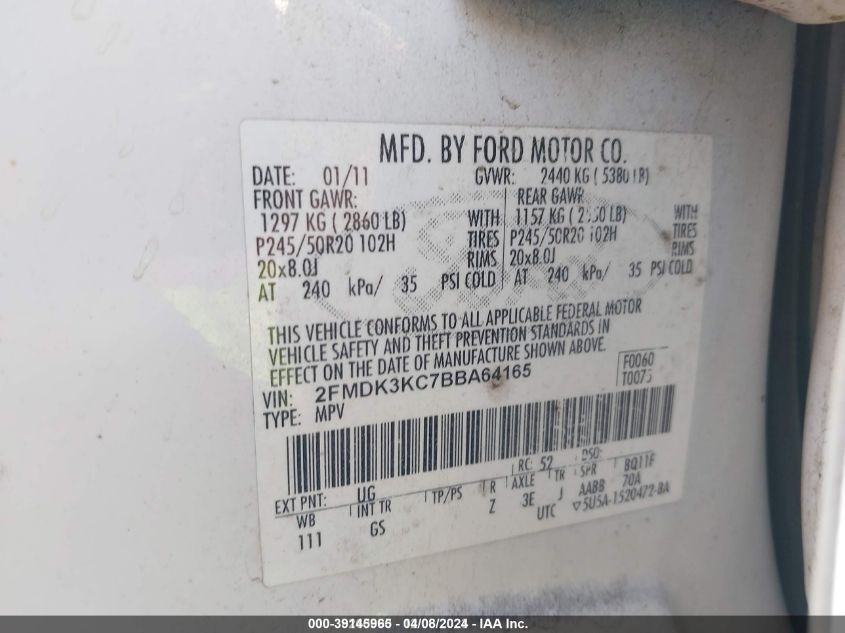 MFD. BY FORD MOTOR CO.
DATE: 01/11 GVWR: 2440 KG ( 5380 LB)
FRONT GAWR: REAR GAWR
1297 KG ( 2860 LB) WITH 1157 KG ( LB) WITH
P245/50R20 102H TIRES P245/50R20 102H TIRES
20x8.0J RIMS 20x8.0J RIMS
AT 240 kPa/ 35 PSI COLD AT 240 kPa/ 35 PSI COLD
THIS VEHICLE CONFORMS TO ALL APPLICABLE FEDERAL MOTOR
VEHICLE SAFETY AND THEFT PREVENTION STANDARDS IN
EFFECT ON THE DATE OF MANUFACTURE SHOWN ABOVE.
F0060
VIN: 2FMDK3KC7BBA64165 T0075
TYPE: MPV
EXT PNT: UG RC: 52 DSO: BQ11F
WB INT TR TP/PS R AXLE TR SPR 70A
111 GS Z 3E J AABB
UTC ▽5U5A-1520472-BA
000-39145965 - 04/08/2024 - IAA Inc.